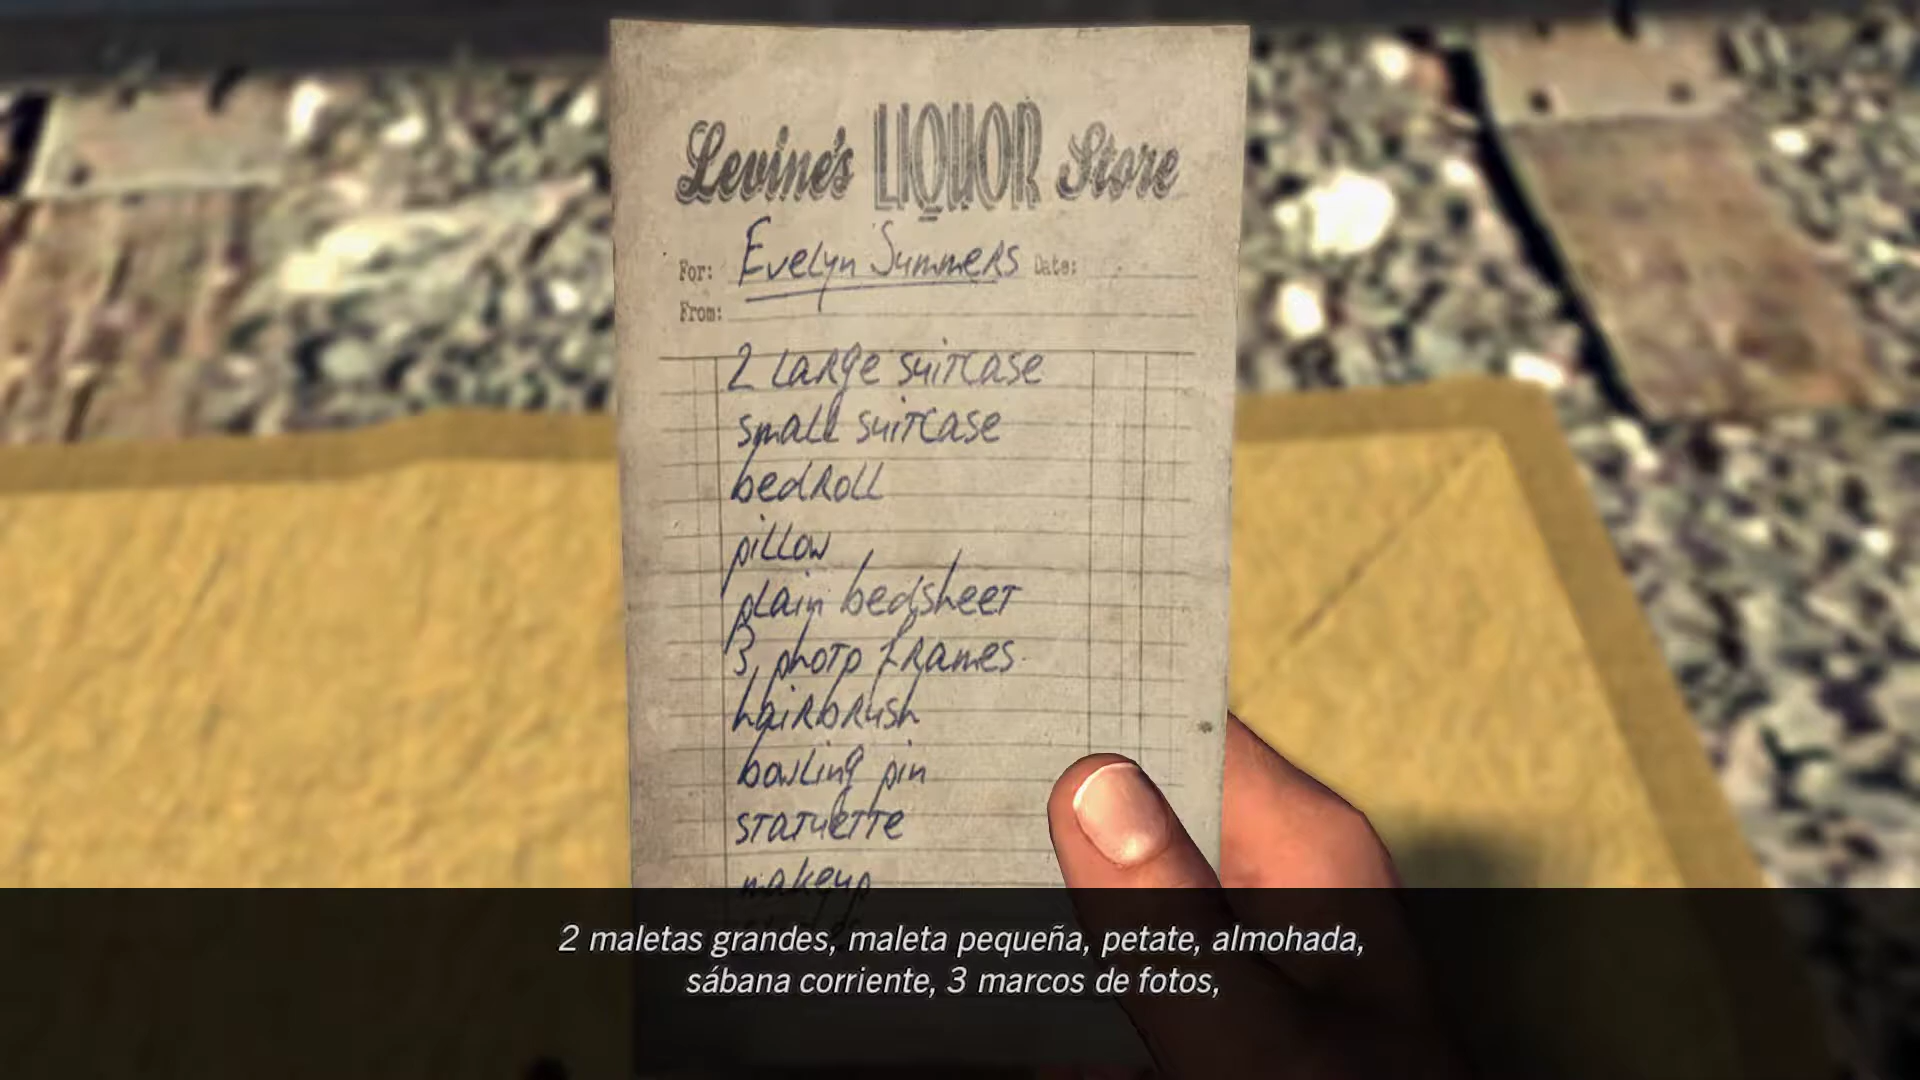 Levine's LIQUOR Store
For: Evelyn Summers Date:
From:
2 large suitcase
small suitcase
bedroll
pillow
plain bedsheet
3 photo frames
hairbrush
bowling pin
statuette
makeup
2 maletas grandes, maleta pequeña, petate, almohada,
sábana corriente, 3 marcos de fotos,